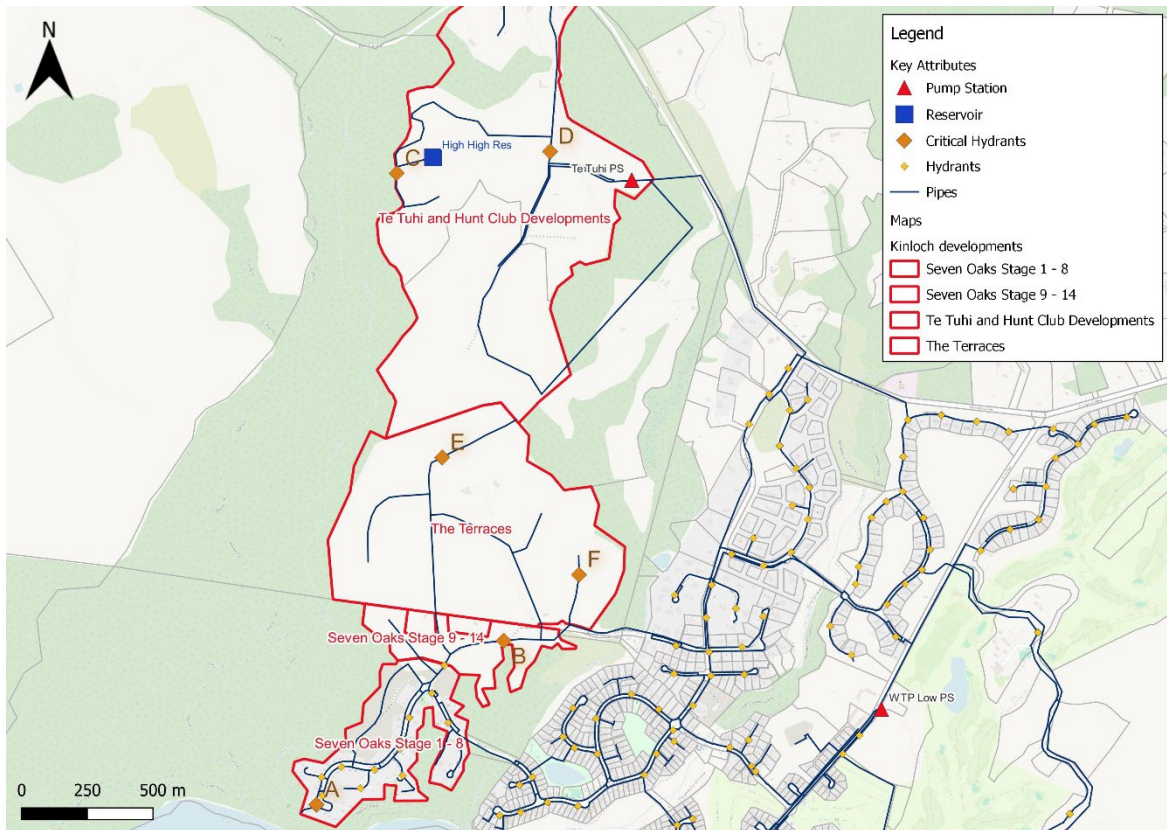 N
Legend
Key Attributes
Pump Station
Reservoir
Critical Hydrants
Hydrants
Pipes
Maps
Kinloch developments
Seven Oaks Stage 1 - 8
Seven Oaks Stage 9 - 14
Te Tuhi and Hunt Club Developments
The Terraces
D
High High Res
C
Te Tuhi PS
Te Tuhi and Hunt Club Developments
E
The Terraces
F
Seven Oaks Stage 9 - 14
B
WTP Low PS
Seven Oaks Stage 1 - 8
A
0 250 500 m